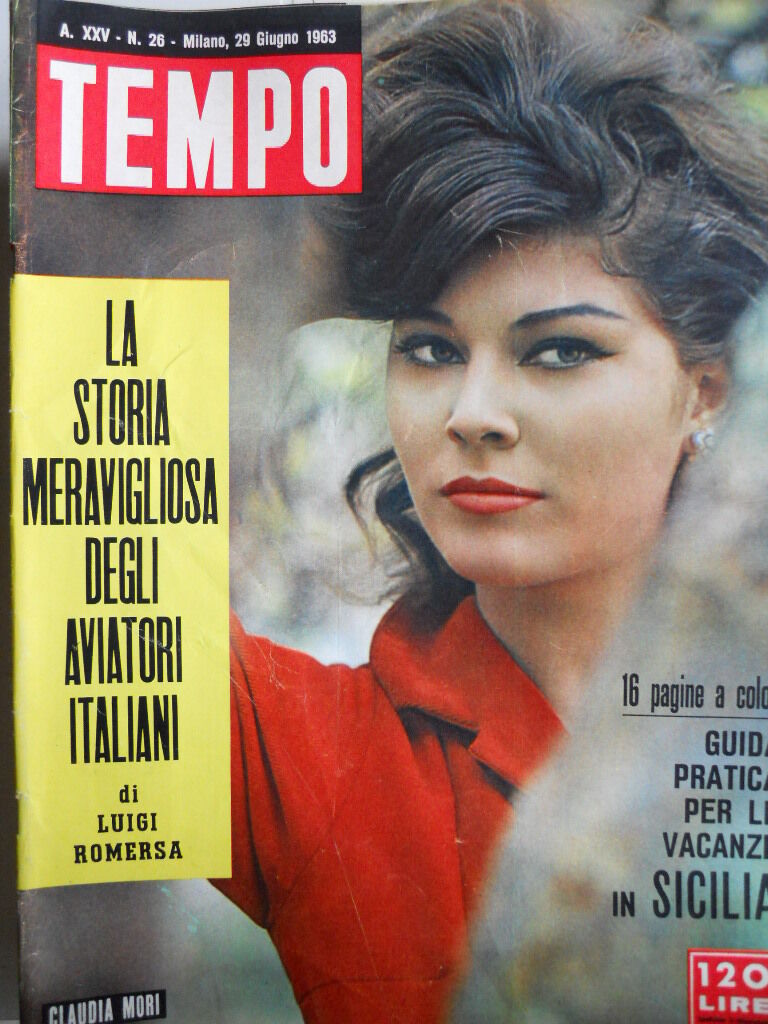 A. XXV - N. 26 - Milano, 29 Giugno 1963
TEMPO
LA
STORIA
MERAVIGLIOSA
DEGLI
AVIATORI
ITALIANI
di
LUIGI
ROMERSA
16 pagine a colo
GUIDA
PRATICA
PER LE
VACANZE
IN SICILIA
120
LIRE
CLAUDIA MORI